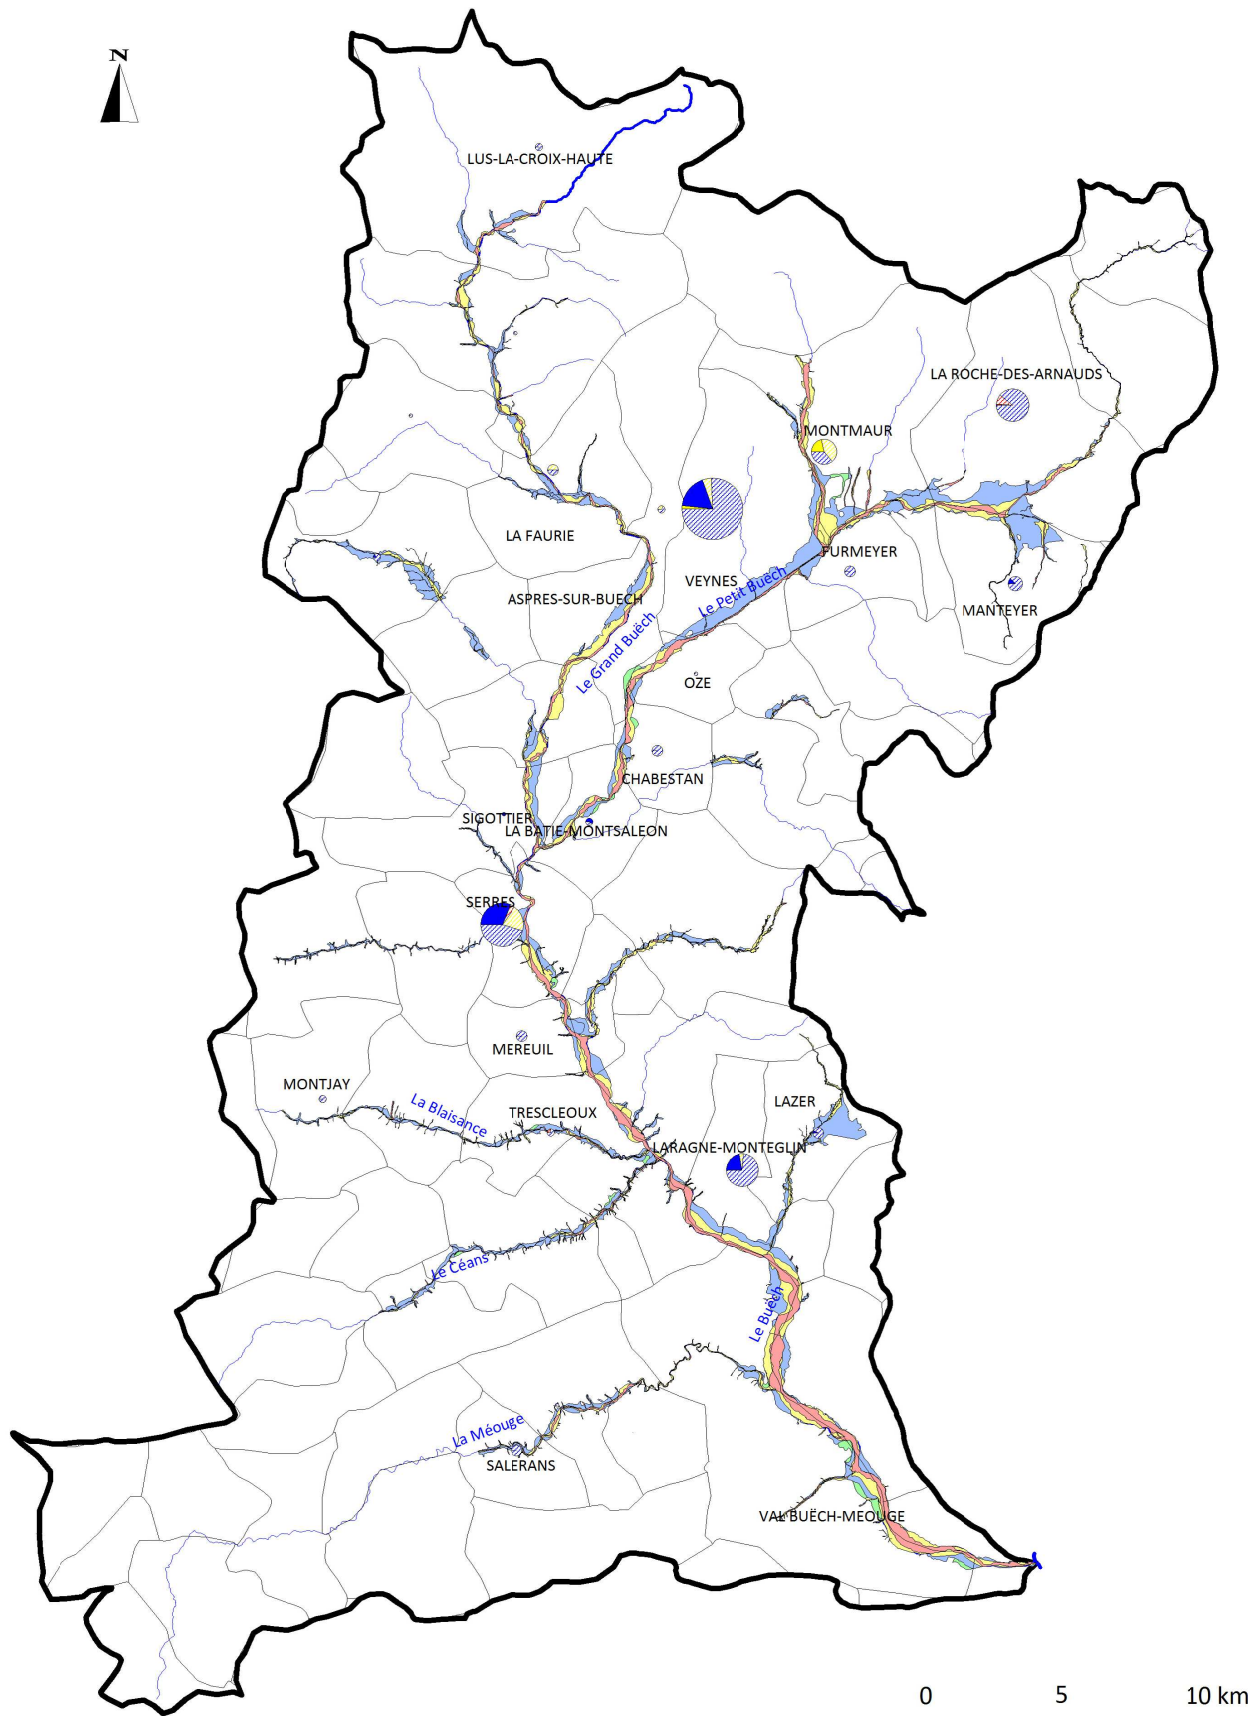 N
LUS-LA-CROIX-HAUTE
LA ROCHE-DES-ARNAUDS
MONTMAUR
LA FAURIE
FURMEYER
VEYNES
Le Petit Buëch
ASPRES-SUR-BUECH
MANTEYER
Le Grand Buëch
OZE
CHABESTAN
SIGOTTIER
LA BATIE-MONTSALEON
SERRES
MEREUIL
MONTJAY
La Blaisance
TRESCLEOUX
LAZER
LARAGNE-MONTEGLIN
Le Céans
Le Buëch
La Méouge
SALERANS
VAL BUËCH-MEOUGE
0 5 10 km